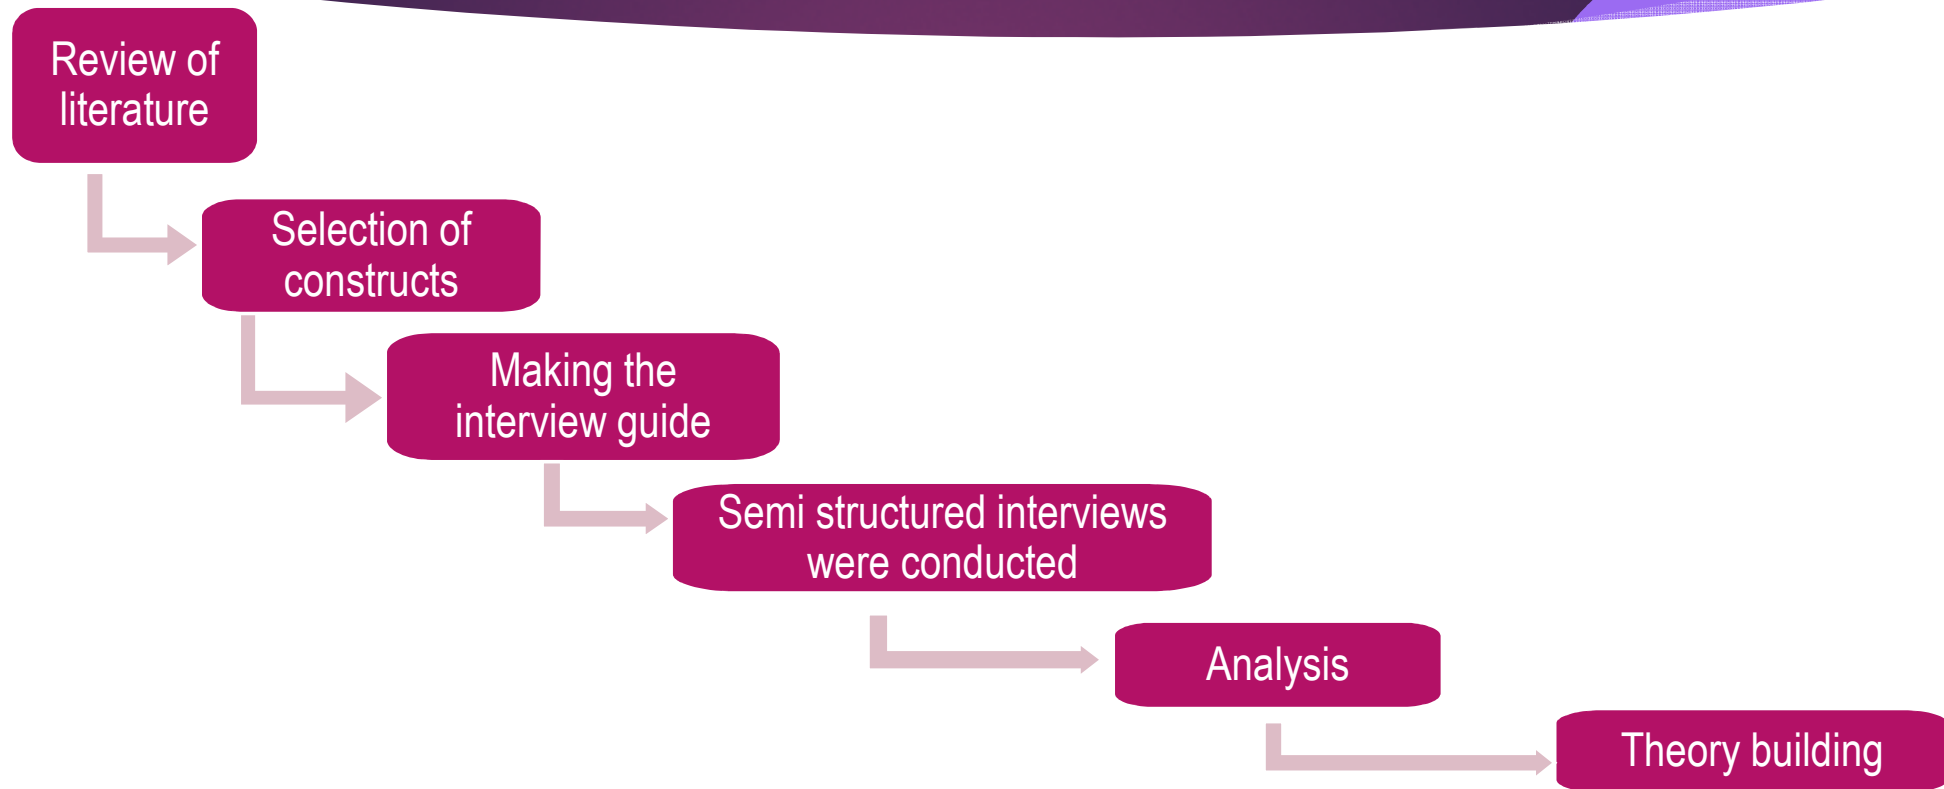 Review of
literature
Selection of
constructs
Making the
interview guide
Semi structured interviews
were conducted
Analysis
Theory building